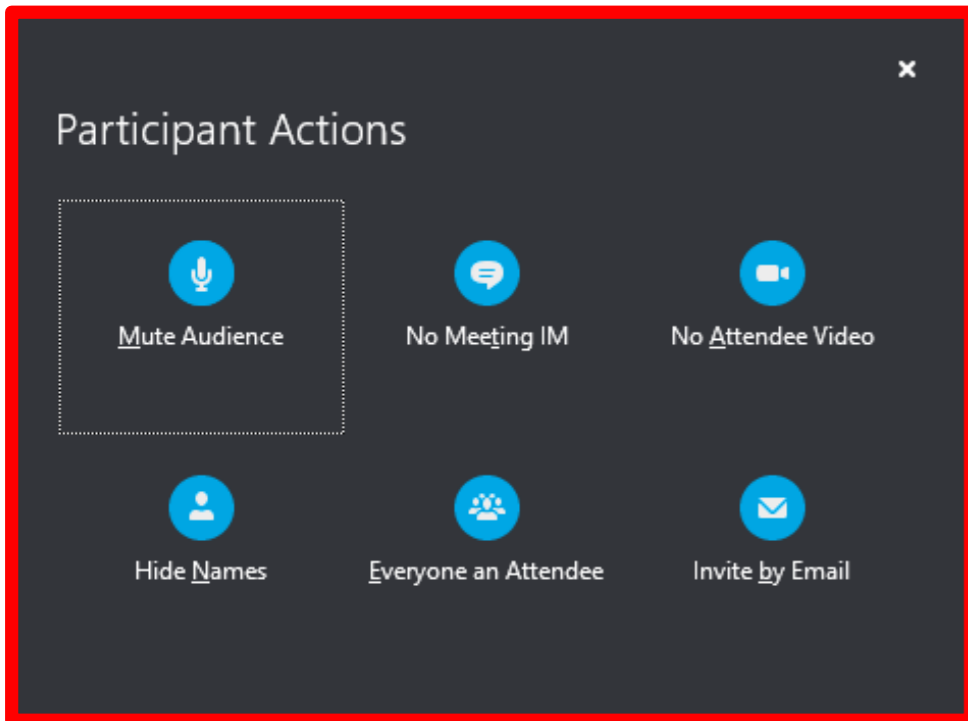 Participant Actions
Mute Audience
No Meeting IM
No Attendee Video
Hide Names
Everyone an Attendee
Invite by Email